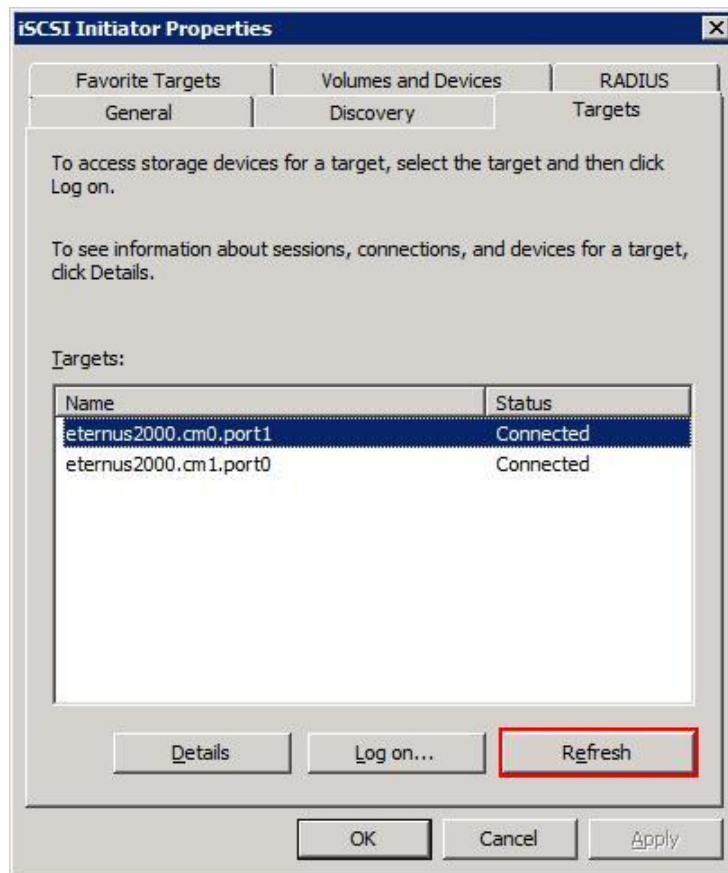 iSCSI Initiator Properties
Favorite Targets Volumes and Devices RADIUS
General Discovery Targets
To access storage devices for a target, select the target and then click
Log on.
To see information about sessions, connections, and devices for a target,
click Details.
Targets:
Name Status
eternus2000.cm0.port1 Connected
eternus2000.cm1.port0 Connected
Details Log on... Refresh
OK Cancel Apply